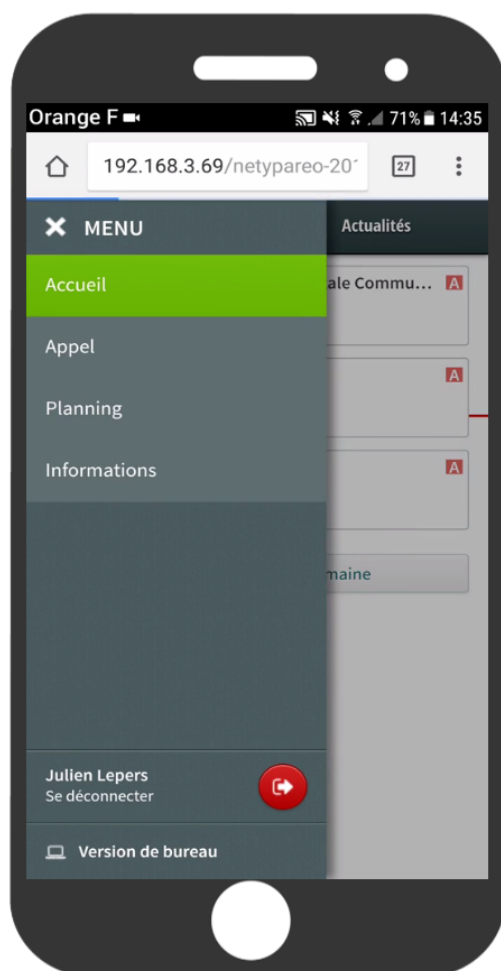 Orange F 71% 14:35
192.168.3.69/netypareo-201 27
MENU Actualités
Accueil ale Commu... A
Appel
A
Planning
Informations A
maine
Julien Lepers
Se déconnecter
Version de bureau